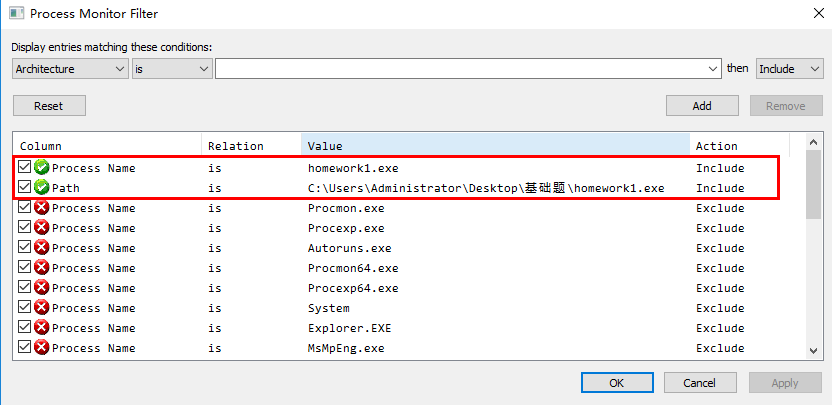 Process Monitor Filter
Display entries matching these conditions:
Architecture is then Include
Reset Add Remove
Column Relation Value Action
Process Name is homework1.exe Include
Path is C:\Users\Administrator\Desktop\基础题\homework1.exe Include
Process Name is Procmon.exe Exclude
Process Name is Procexp.exe Exclude
Process Name is Autoruns.exe Exclude
Process Name is Procmon64.exe Exclude
Process Name is Procexp64.exe Exclude
Process Name is System Exclude
Process Name is Explorer.EXE Exclude
Process Name is MsMpEng.exe Exclude
OK Cancel Apply